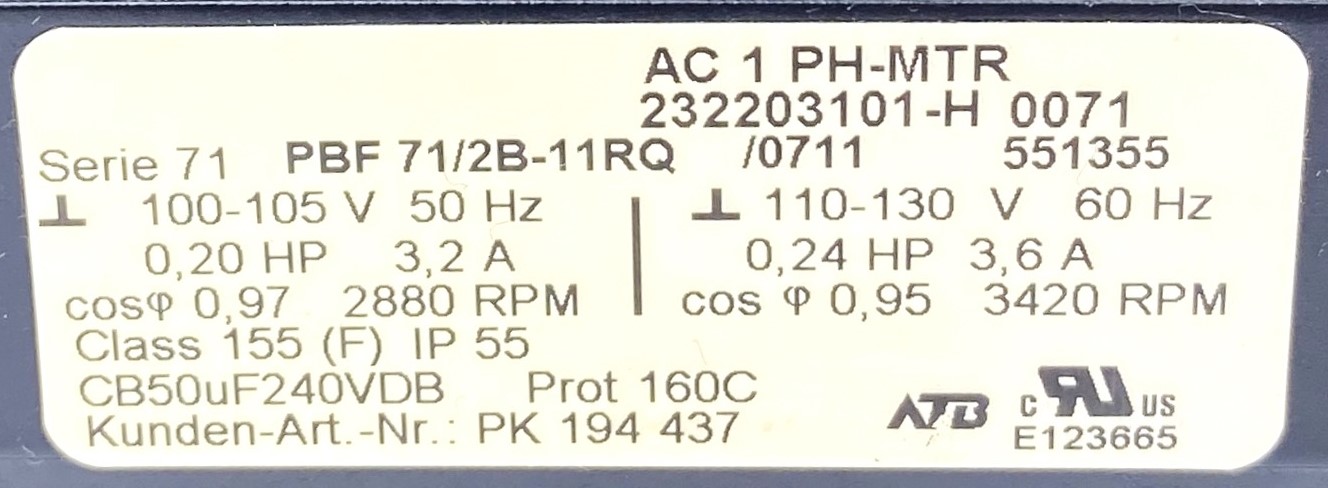 AC 1 PH-MTR
232203101-H 0071
Serie 71 PBF 71/2B-11RQ /0711 551355
⊥ 100-105 V 50 Hz ⊥ 110-130 V 60 Hz
0,20 HP 3,2 A 0,24 HP 3,6 A
cosφ 0,97 2880 RPM cos φ 0,95 3420 RPM
Class 155 (F) IP 55
CB50uF240VDB Prot 160C
Kunden-Art.-Nr.: PK 194 437
ATB c RU US
E123665